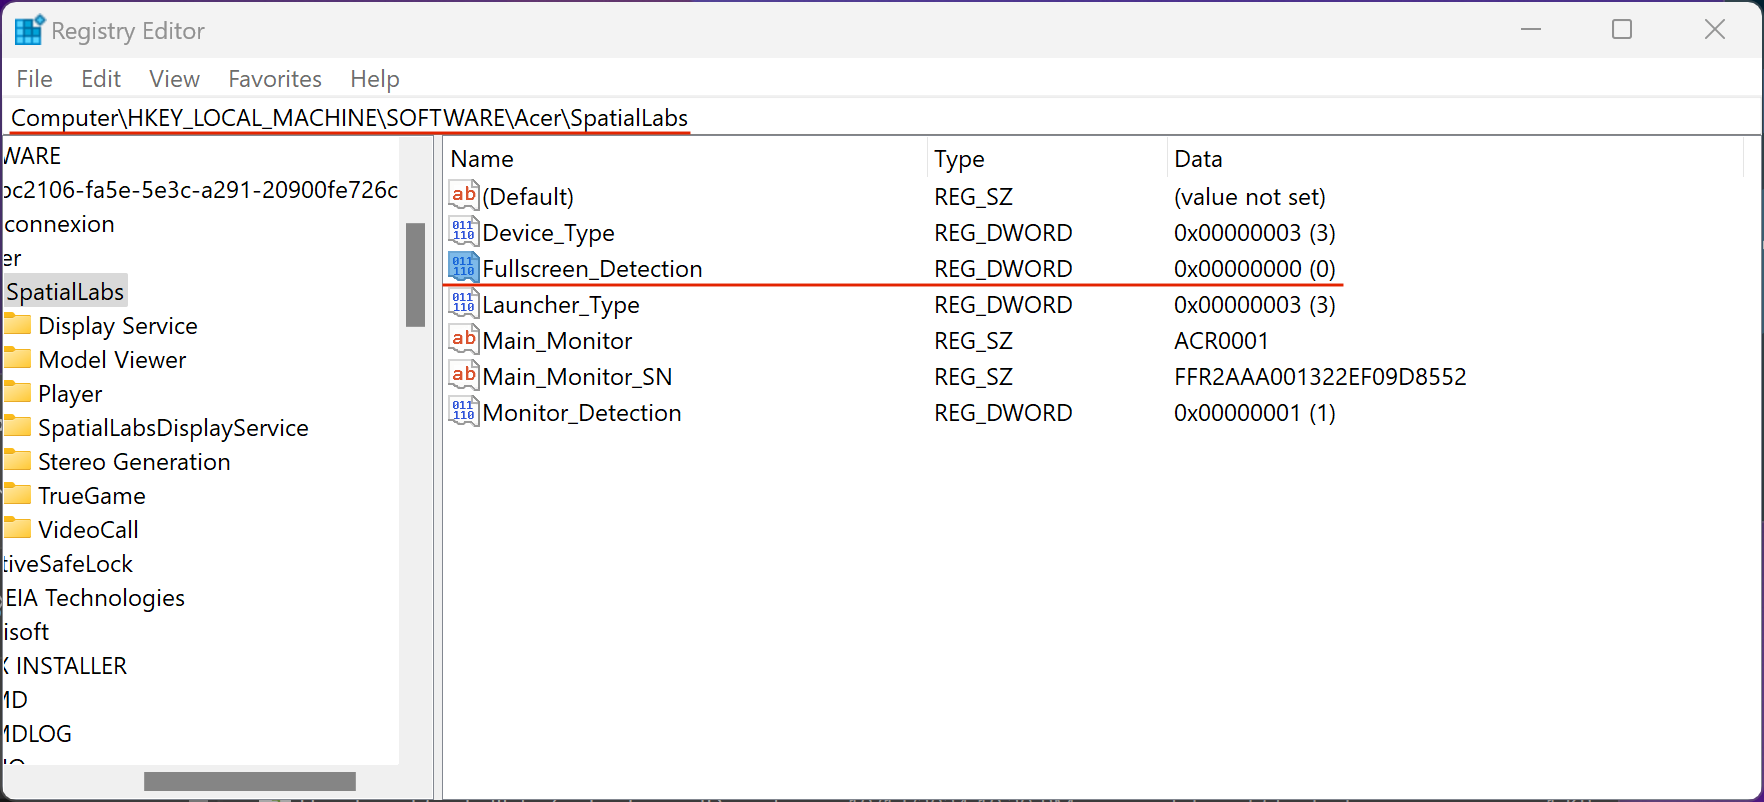 Registry Editor
File Edit View Favorites Help
Computer\HKEY_LOCAL_MACHINE\SOFTWARE\Acer\SpatialLabs
WARE
c2106-fa5e-5e3c-a291-20900fe726c
connexion
er
SpatialLabs
Display Service
Model Viewer
Player
SpatialLabsDisplayService
Stereo Generation
TrueGame
VideoCall
tiveSafeLock
EIA Technologies
isoft
X INSTALLER
MD
MDLOG
Name Type Data
(Default) REG_SZ (value not set)
Device_Type REG_DWORD 0x00000003 (3)
Fullscreen_Detection REG_DWORD 0x00000000 (0)
Launcher_Type REG_DWORD 0x00000003 (3)
Main_Monitor REG_SZ ACR0001
Main_Monitor_SN REG_SZ FFR2AAA001322EF09D8552
Monitor_Detection REG_DWORD 0x00000001 (1)